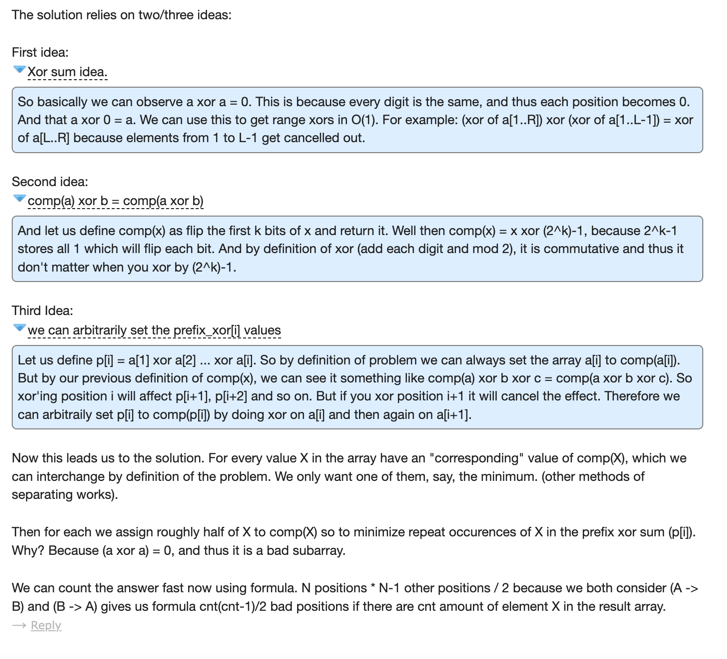 The solution relies on two/three ideas:
First idea:
Xor sum idea.
So basically we can observe a xor a = 0. This is because every digit is the same, and thus each position becomes 0.
And that a xor 0 = a. We can use this to get range xors in O(1). For example: (xor of a[1..R]) xor (xor of a[1..L-1]) = xor
of a[L..R] because elements from 1 to L-1 get cancelled out.
Second idea:
comp(a) xor b = comp(a xor b)
And let us define comp(x) as flip the first k bits of x and return it. Well then comp(x) = x xor (2^k)-1, because 2^k-1
stores all 1 which will flip each bit. And by definition of xor (add each digit and mod 2), it is commutative and thus it
don't matter when you xor by (2^k)-1.
Third Idea:
we can arbitrarily set the prefix_xor[i] values
Let us define p[i] = a[1] xor a[2] ... xor a[i]. So by definition of problem we can always set the array a[i] to comp(a[i]).
But by our previous definition of comp(x), we can see it something like comp(a) xor b xor c = comp(a xor b xor c). So
xor'ing position i will affect p[i+1], p[i+2] and so on. But if you xor position i+1 it will cancel the effect. Therefore we
can arbitraily set p[i] to comp(p[i]) by doing xor on a[i] and then again on a[i+1].
Now this leads us to the solution. For every value X in the array have an "corresponding" value of comp(X), which we
can interchange by definition of the problem. We only want one of them, say, the minimum. (other methods of
separating works).
Then for each we assign roughly half of X to comp(X) so to minimize repeat occurences of X in the prefix xor sum (p[i]).
Why? Because (a xor a) = 0, and thus it is a bad subarray.
We can count the answer fast now using formula. N positions * N-1 other positions / 2 because we both consider (A ->
B) and (B -> A) gives us formula cnt(cnt-1)/2 bad positions if there are cnt amount of element X in the result array.
→ Reply